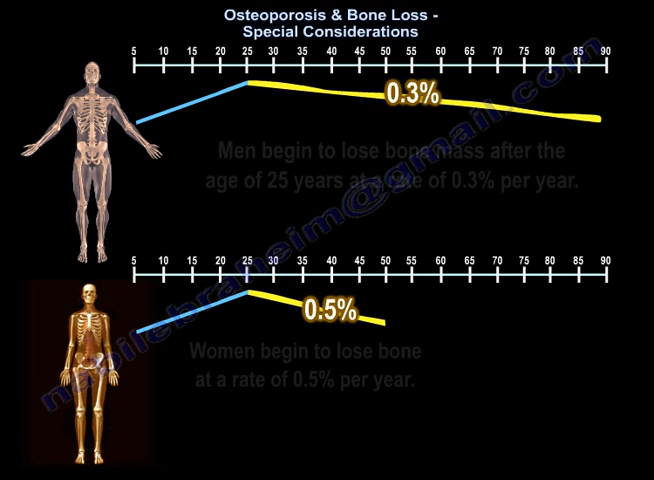 Osteoporosis & Bone Loss -
Special Considerations
5 10 15 20 25 30 35 40 45 50 55 60 65 70 75 80 85 90
0.3%
Men begin to lose bone mass after the
age of 25 years at a rate of 0.3% per year.
5 10 15 20 25 30 35 40 45 50 55 60 65 70 75 80 85 90
0.5%
Women begin to lose bone
at a rate of 0.5% per year.
nabilebraheim@gmail.com